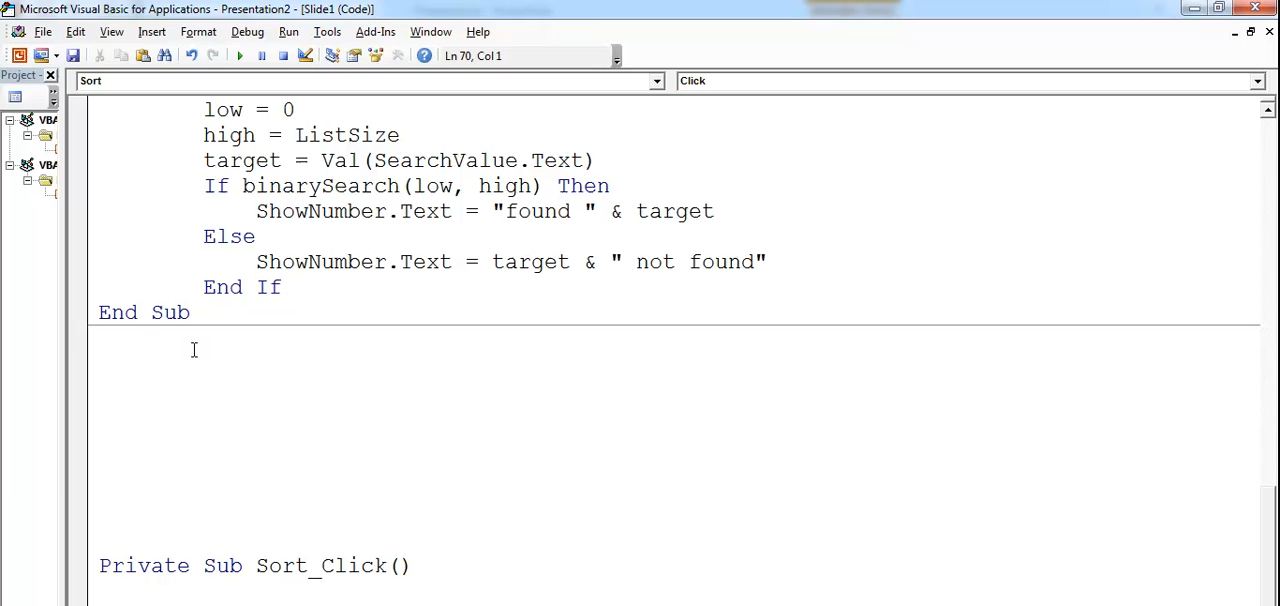 Microsoft Visual Basic for Applications - Presentation2 - [Slide1 (Code)]
File Edit View Insert Format Debug Run Tools Add-Ins Window Help
Ln 70, Col 1
Project -
Sort Click
VBA
VBA
low = 0
high = ListSize
target = Val(SearchValue.Text)
If binarySearch(low, high) Then
ShowNumber.Text = "found " & target
Else
ShowNumber.Text = target & " not found"
End If
End Sub
Private Sub Sort_Click()